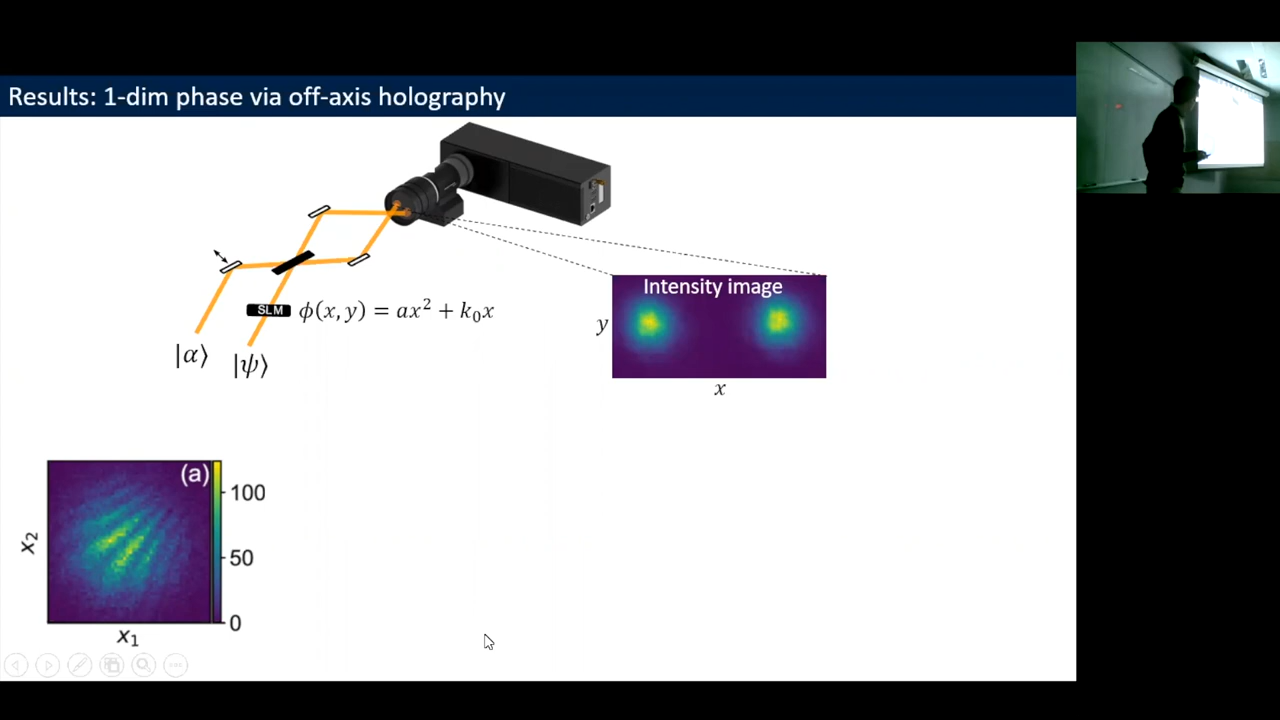 Results: 1-dim phase via off-axis holography
SLM
ϕ(x, y) = ax² + k₀x
|α⟩
|ψ⟩
Intensity image
y
x
(a)
100
50
0
x₂
x₁